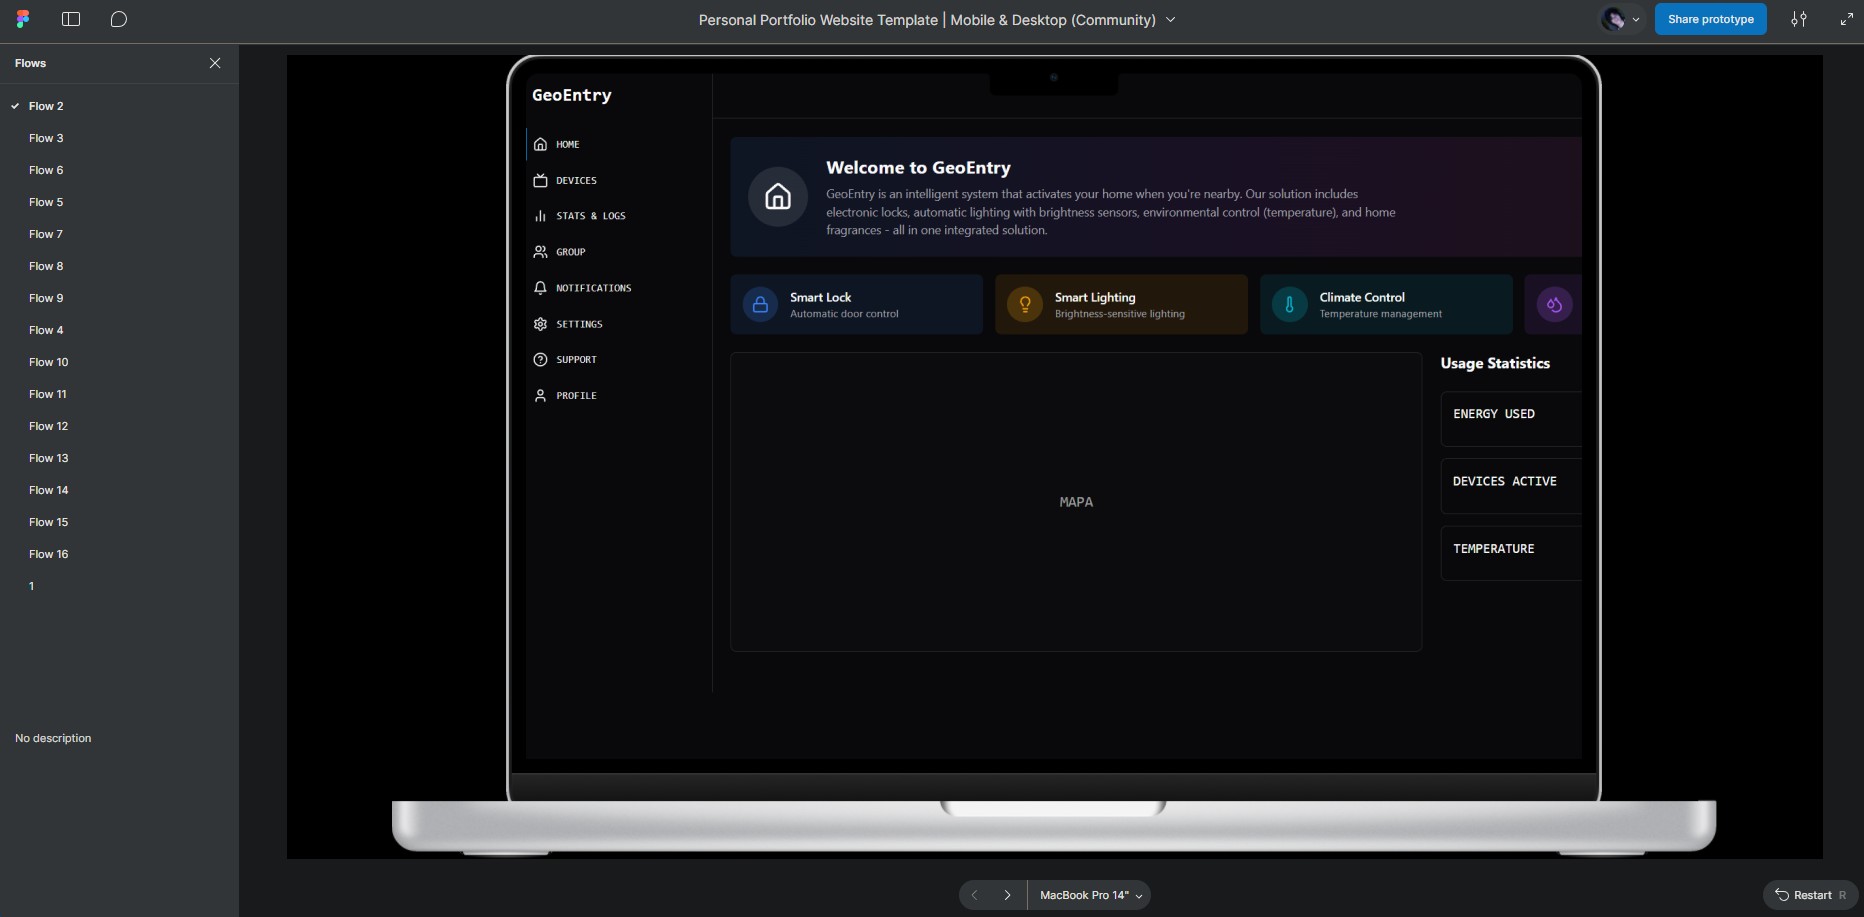 Personal Portfolio Website Template | Mobile & Desktop (Community)
Share prototype
Flows
Flow 2
Flow 3
Flow 6
Flow 5
Flow 7
Flow 8
Flow 9
Flow 4
Flow 10
Flow 11
Flow 12
Flow 13
Flow 14
Flow 15
Flow 16
1
No description
GeoEntry
HOME
DEVICES
STATS & LOGS
GROUP
NOTIFICATIONS
SETTINGS
SUPPORT
PROFILE
Welcome to GeoEntry
GeoEntry is an intelligent system that activates your home when you're nearby. Our solution includes
electronic locks, automatic lighting with brightness sensors, environmental control (temperature), and home
fragrances - all in one integrated solution.
Smart Lock
Automatic door control
Smart Lighting
Brightness-sensitive lighting
Climate Control
Temperature management
MAPA
Usage Statistics
ENERGY USED
DEVICES ACTIVE
TEMPERATURE
MacBook Pro 14"
Restart R